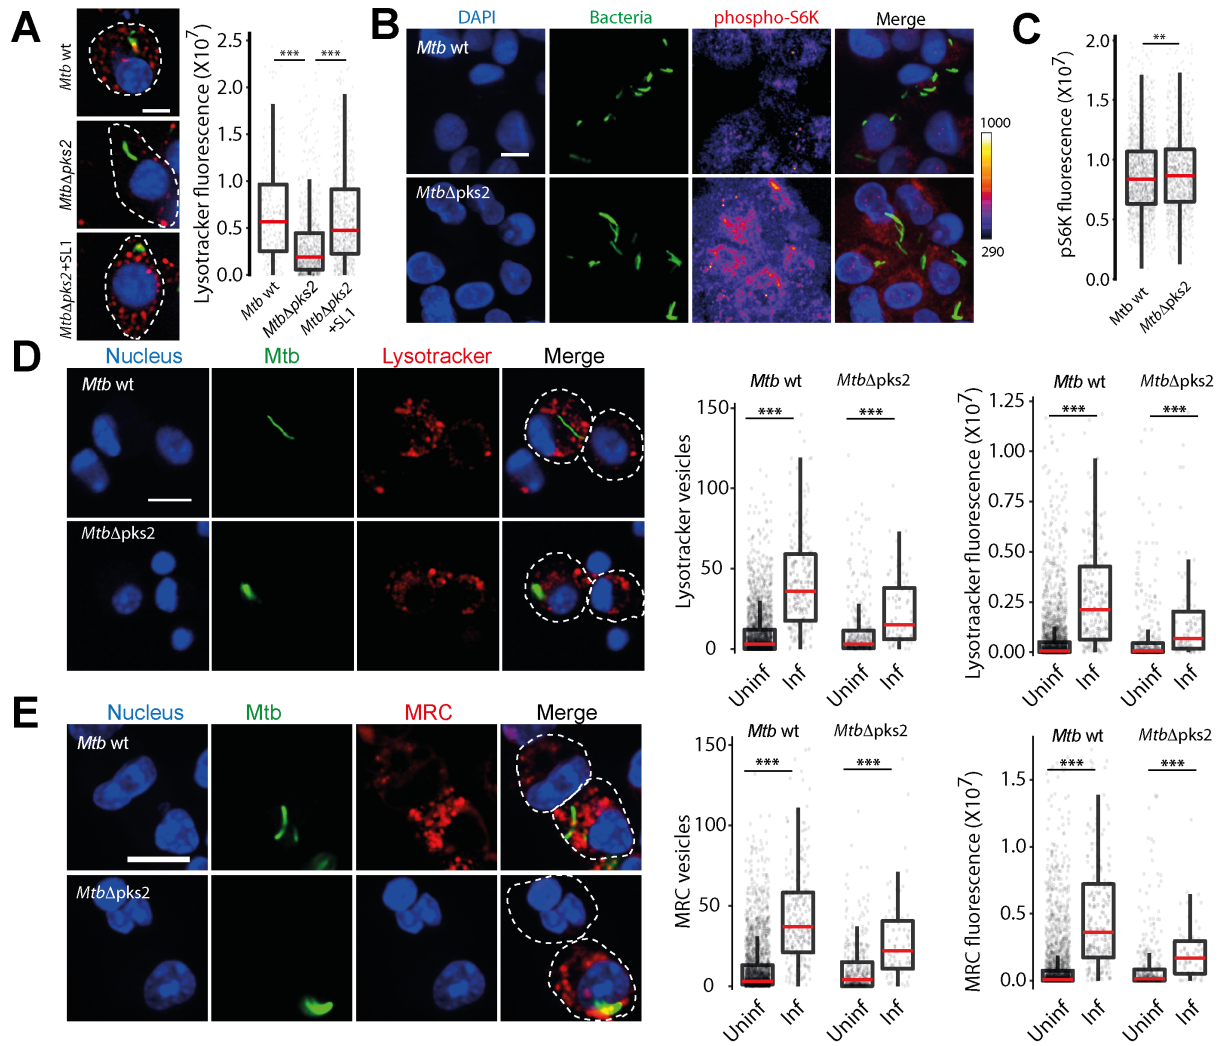 A
Mtb wt
MtbΔpks2
MtbΔpks2+SL1
Lysotracker fluorescence (X10⁷)
2.5
2.0
1.5
1.0
0.5
0.0
*** ***
Mtb wt
MtbΔpks2
MtbΔpks2
+SL1
B
DAPI Bacteria phospho-S6K Merge
Mtb wt
MtbΔpks2
1000
290
C
pS6K fluorescence (X10⁷)
2.0
1.5
1.0
0.5
0.0
**
Mtb wt
MtbΔpks2
D
Nucleus Mtb Lysotracker Merge
Mtb wt
MtbΔpks2
Mtb wt MtbΔpks2
Lysotracker vesicles
150
100
50
0
*** ***
Uninf Inf Uninf Inf
Mtb wt MtbΔpks2
Lysotraacker fluorescence (X10⁷)
1.25
1.00
0.75
0.50
0.25
0.00
*** ***
Uninf Inf Uninf Inf
E
Nucleus Mtb MRC Merge
Mtb wt
MtbΔpks2
Mtb wt MtbΔpks2
MRC vesicles
150
100
50
0
*** ***
Uninf Inf Uninf Inf
Mtb wt MtbΔpks2
MRC fluorescence (X10⁷)
1.5
1.0
0.5
0.0
*** ***
Uninf Inf Uninf Inf